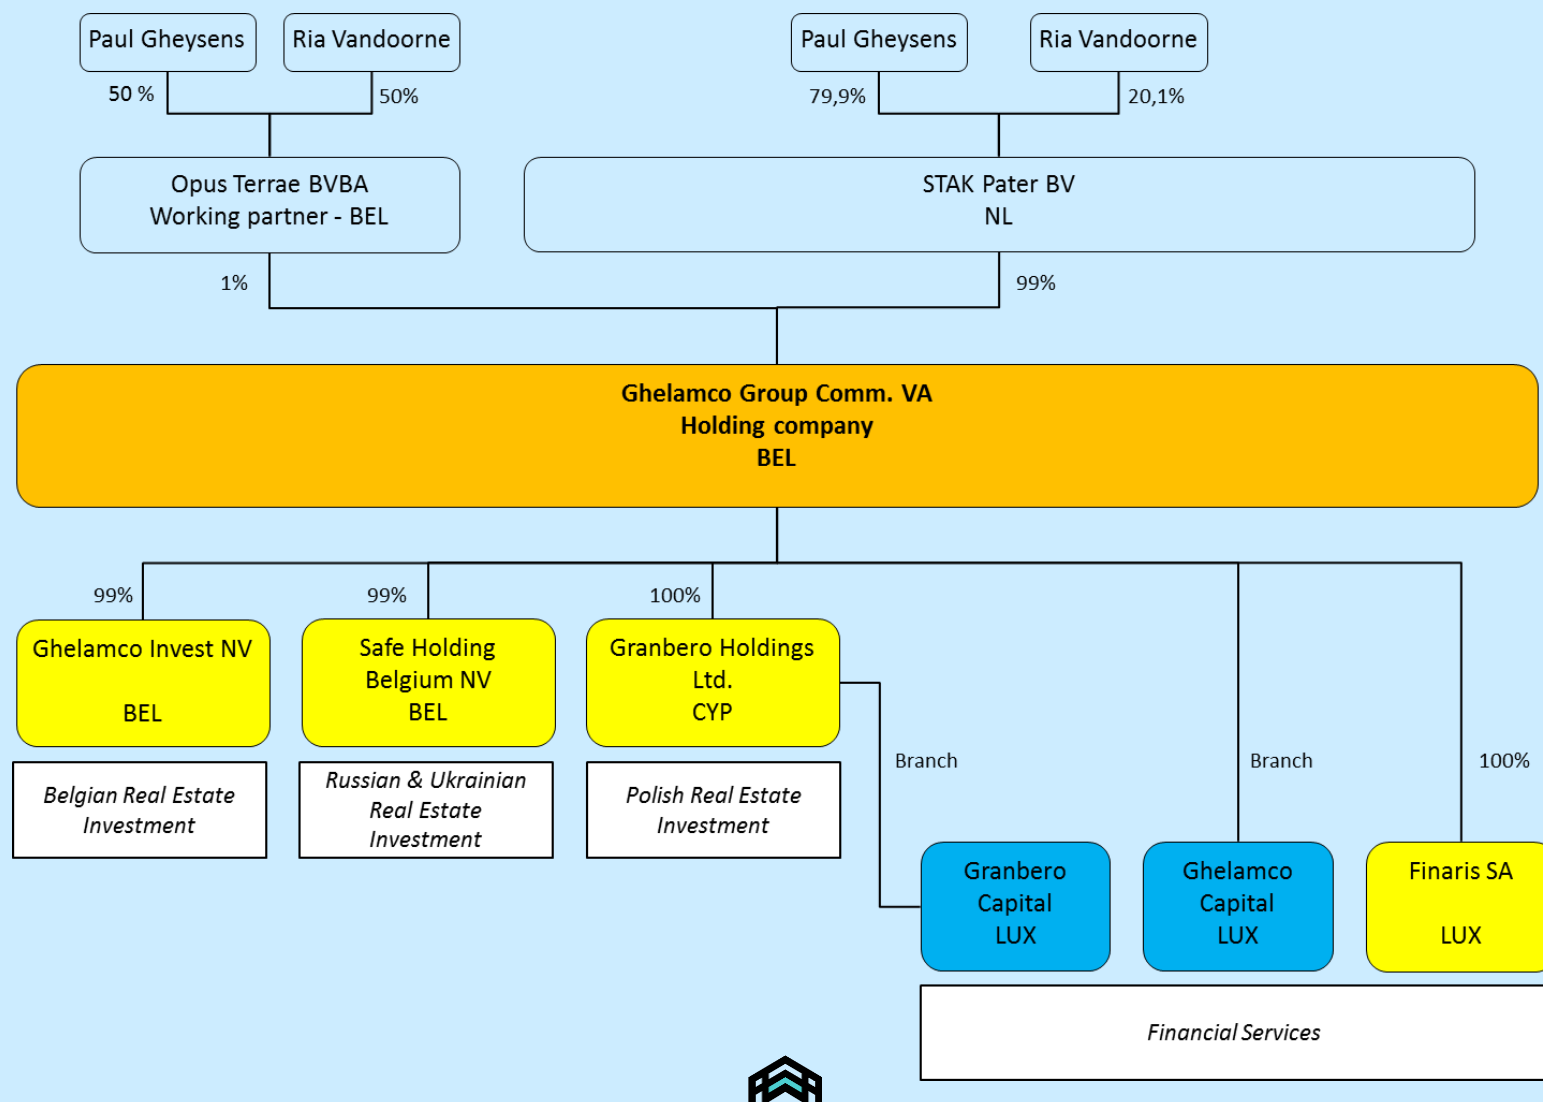 Paul Gheysens
Ria Vandoorne
Paul Gheysens
Ria Vandoorne
50 %
50%
79,9%
20,1%
Opus Terrae BVBA
Working partner - BEL
STAK Pater BV
NL
1%
99%
Ghelamco Group Comm. VA
Holding company
BEL
99%
99%
100%
Ghelamco Invest NV
BEL
Safe Holding
Belgium NV
BEL
Granbero Holdings
Ltd.
CYP
Belgian Real Estate
Investment
Russian & Ukrainian
Real Estate
Investment
Polish Real Estate
Investment
Branch
Branch
100%
Granbero
Capital
LUX
Ghelamco
Capital
LUX
Finaris SA
LUX
Financial Services